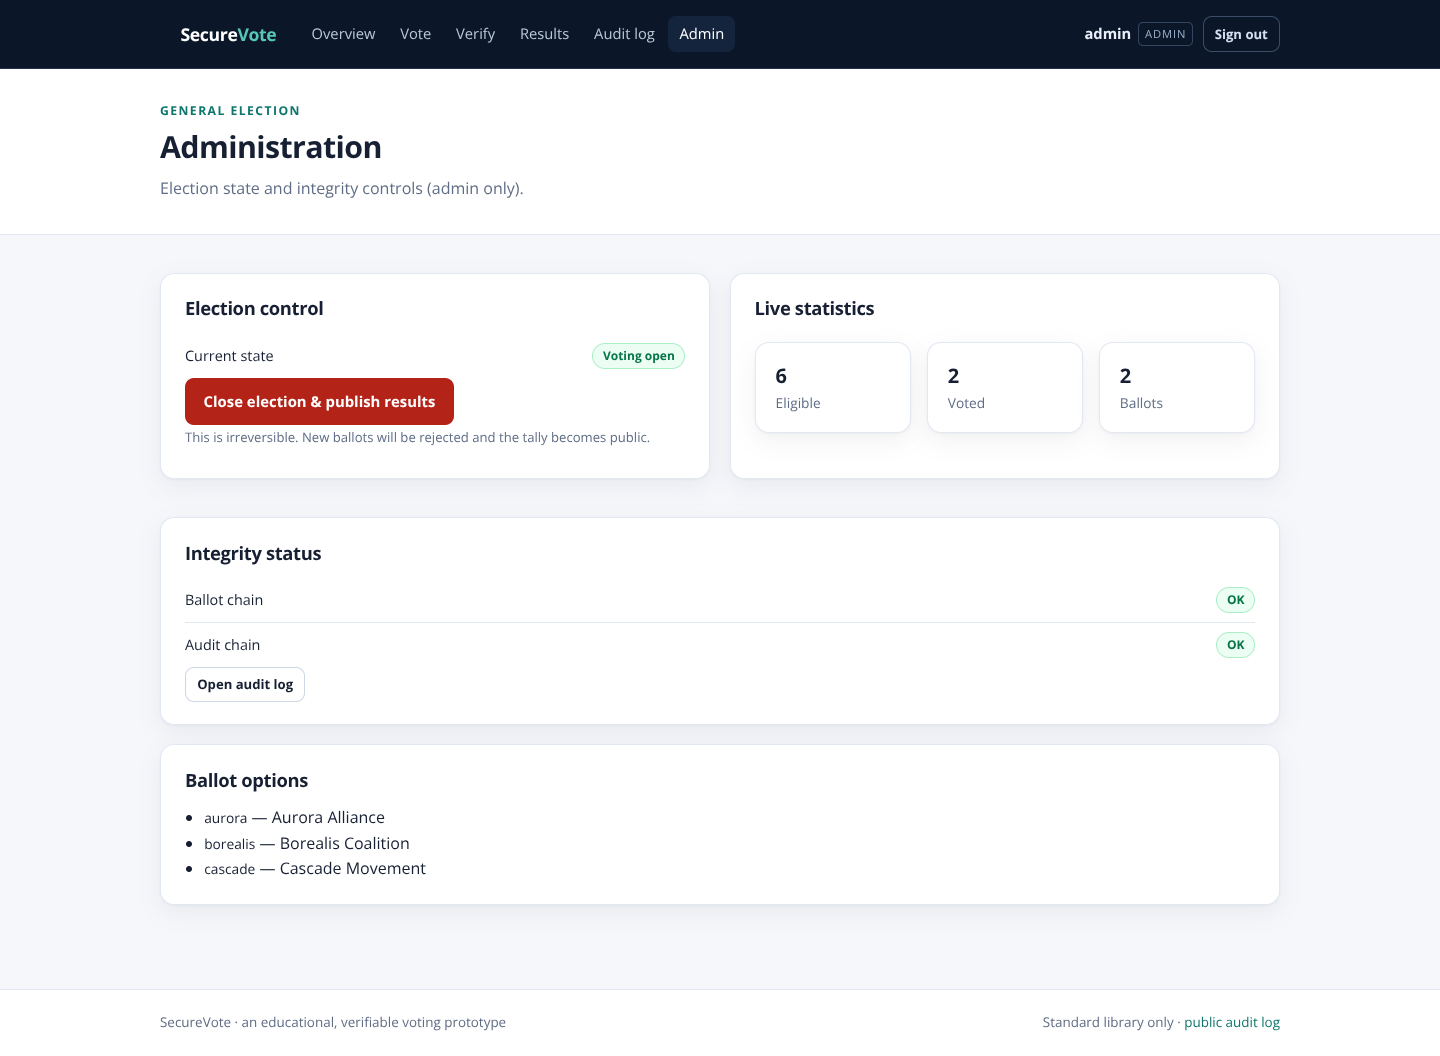 SecureVote Overview Vote Verify Results Audit log Admin admin ADMIN Sign out
GENERAL ELECTION
Administration
Election state and integrity controls (admin only).
Election control
Current state Voting open
Close election & publish results
This is irreversible. New ballots will be rejected and the tally becomes public.
Live statistics
6 2 2
Eligible Voted Ballots
Integrity status
Ballot chain OK
Audit chain OK
Open audit log
Ballot options
• aurora — Aurora Alliance
• borealis — Borealis Coalition
• cascade — Cascade Movement
SecureVote · an educational, verifiable voting prototype Standard library only · public audit log